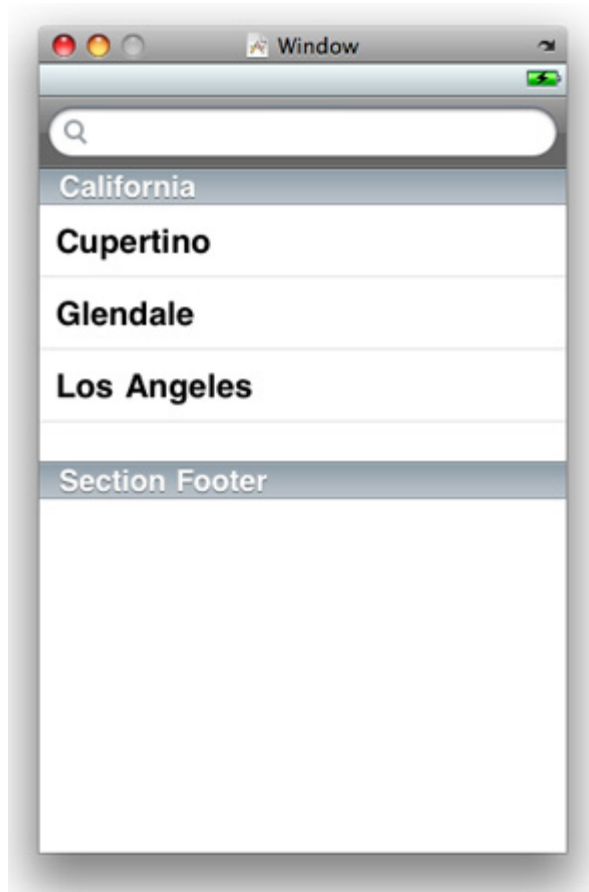 Window
California
Cupertino
Glendale
Los Angeles
Section Footer